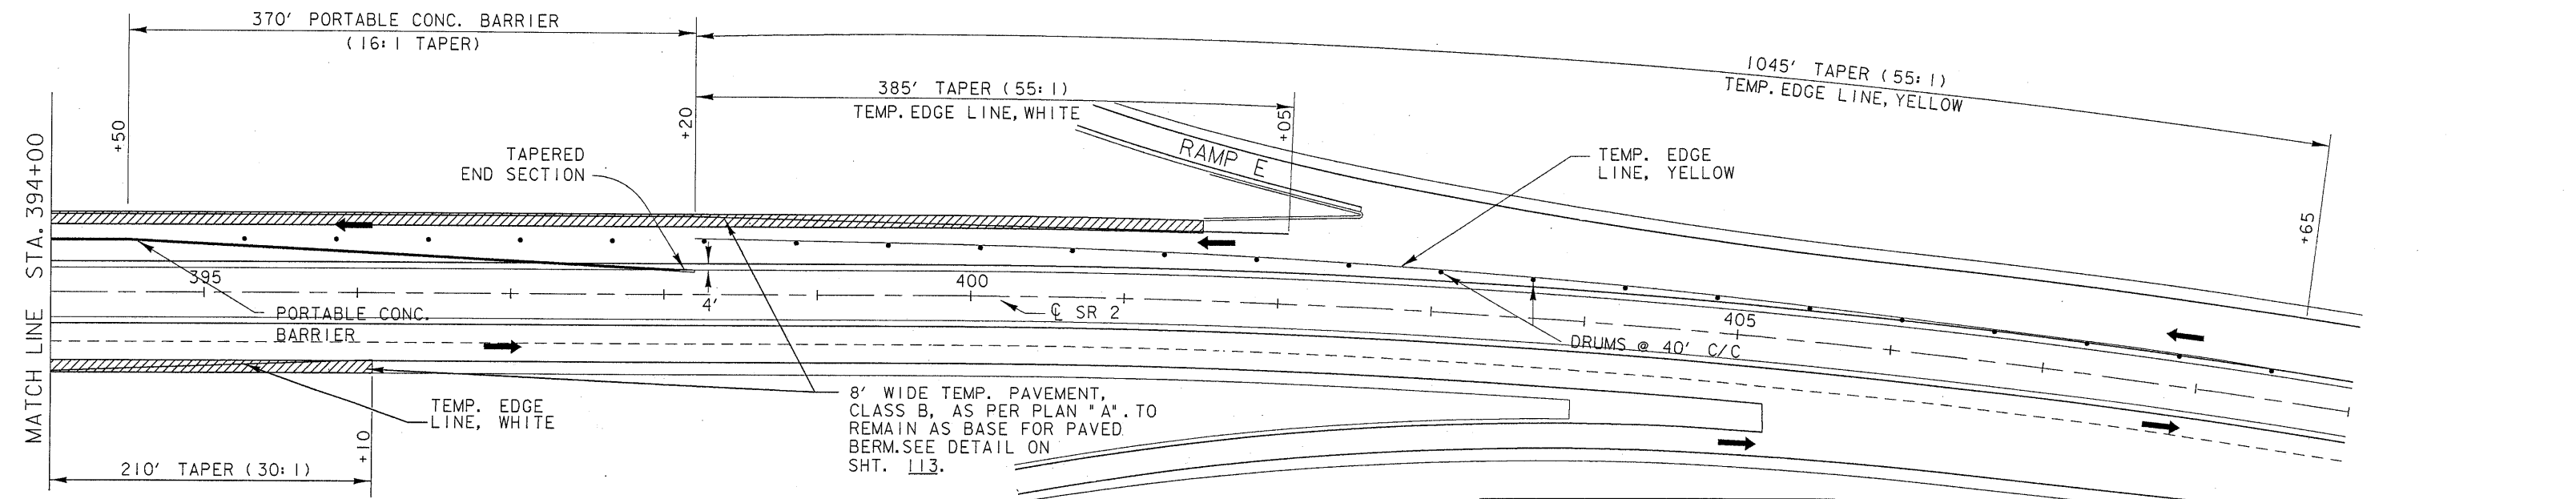 370' PORTABLE CONC. BARRIER
(16:1 TAPER)
1045' TAPER (55:1)
TEMP. EDGE LINE, YELLOW
385' TAPER (55:1)
TEMP. EDGE LINE, WHITE
+50
+20
+05
TAPERED
END SECTION
RAMP E
TEMP. EDGE
LINE, YELLOW
MATCH LINE STA. 394+00
+65
395
400
4'
℄ SR 2
405
PORTABLE CONC.
BARRIER
DRUMS @ 40' C/C
8' WIDE TEMP. PAVEMENT,
CLASS B, AS PER PLAN "A". TO
REMAIN AS BASE FOR PAVED
BERM. SEE DETAIL ON
SHT. 113.
TEMP. EDGE
LINE, WHITE
+10
210' TAPER (30:1)